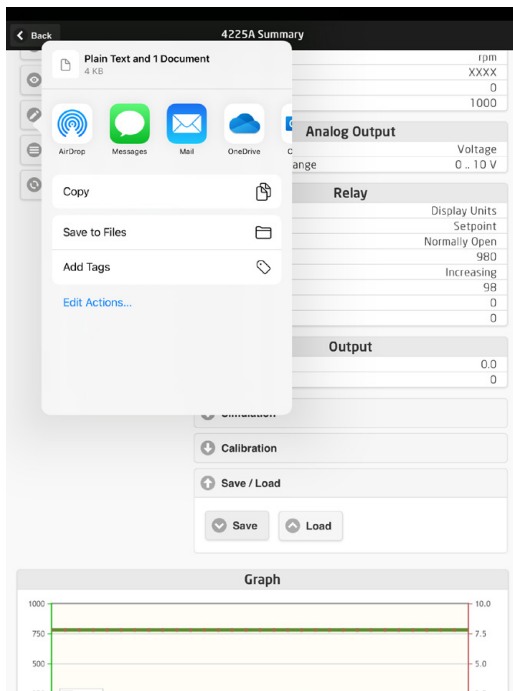 Back
4225A Summary
Plain Text and 1 Document
4 KB
AirDrop
Messages
Mail
OneDrive
Copy
Save to Files
Add Tags
Edit Actions...
rpm
XXXX
0
1000
Analog Output
Voltage
ange 0 .. 10 V
Relay
Display Units
Setpoint
Normally Open
980
Increasing
98
0
0
Output
0.0
0
Simulation
Calibration
Save / Load
Save
Load
Graph
1000
10.0
750
7.5
500
5.0